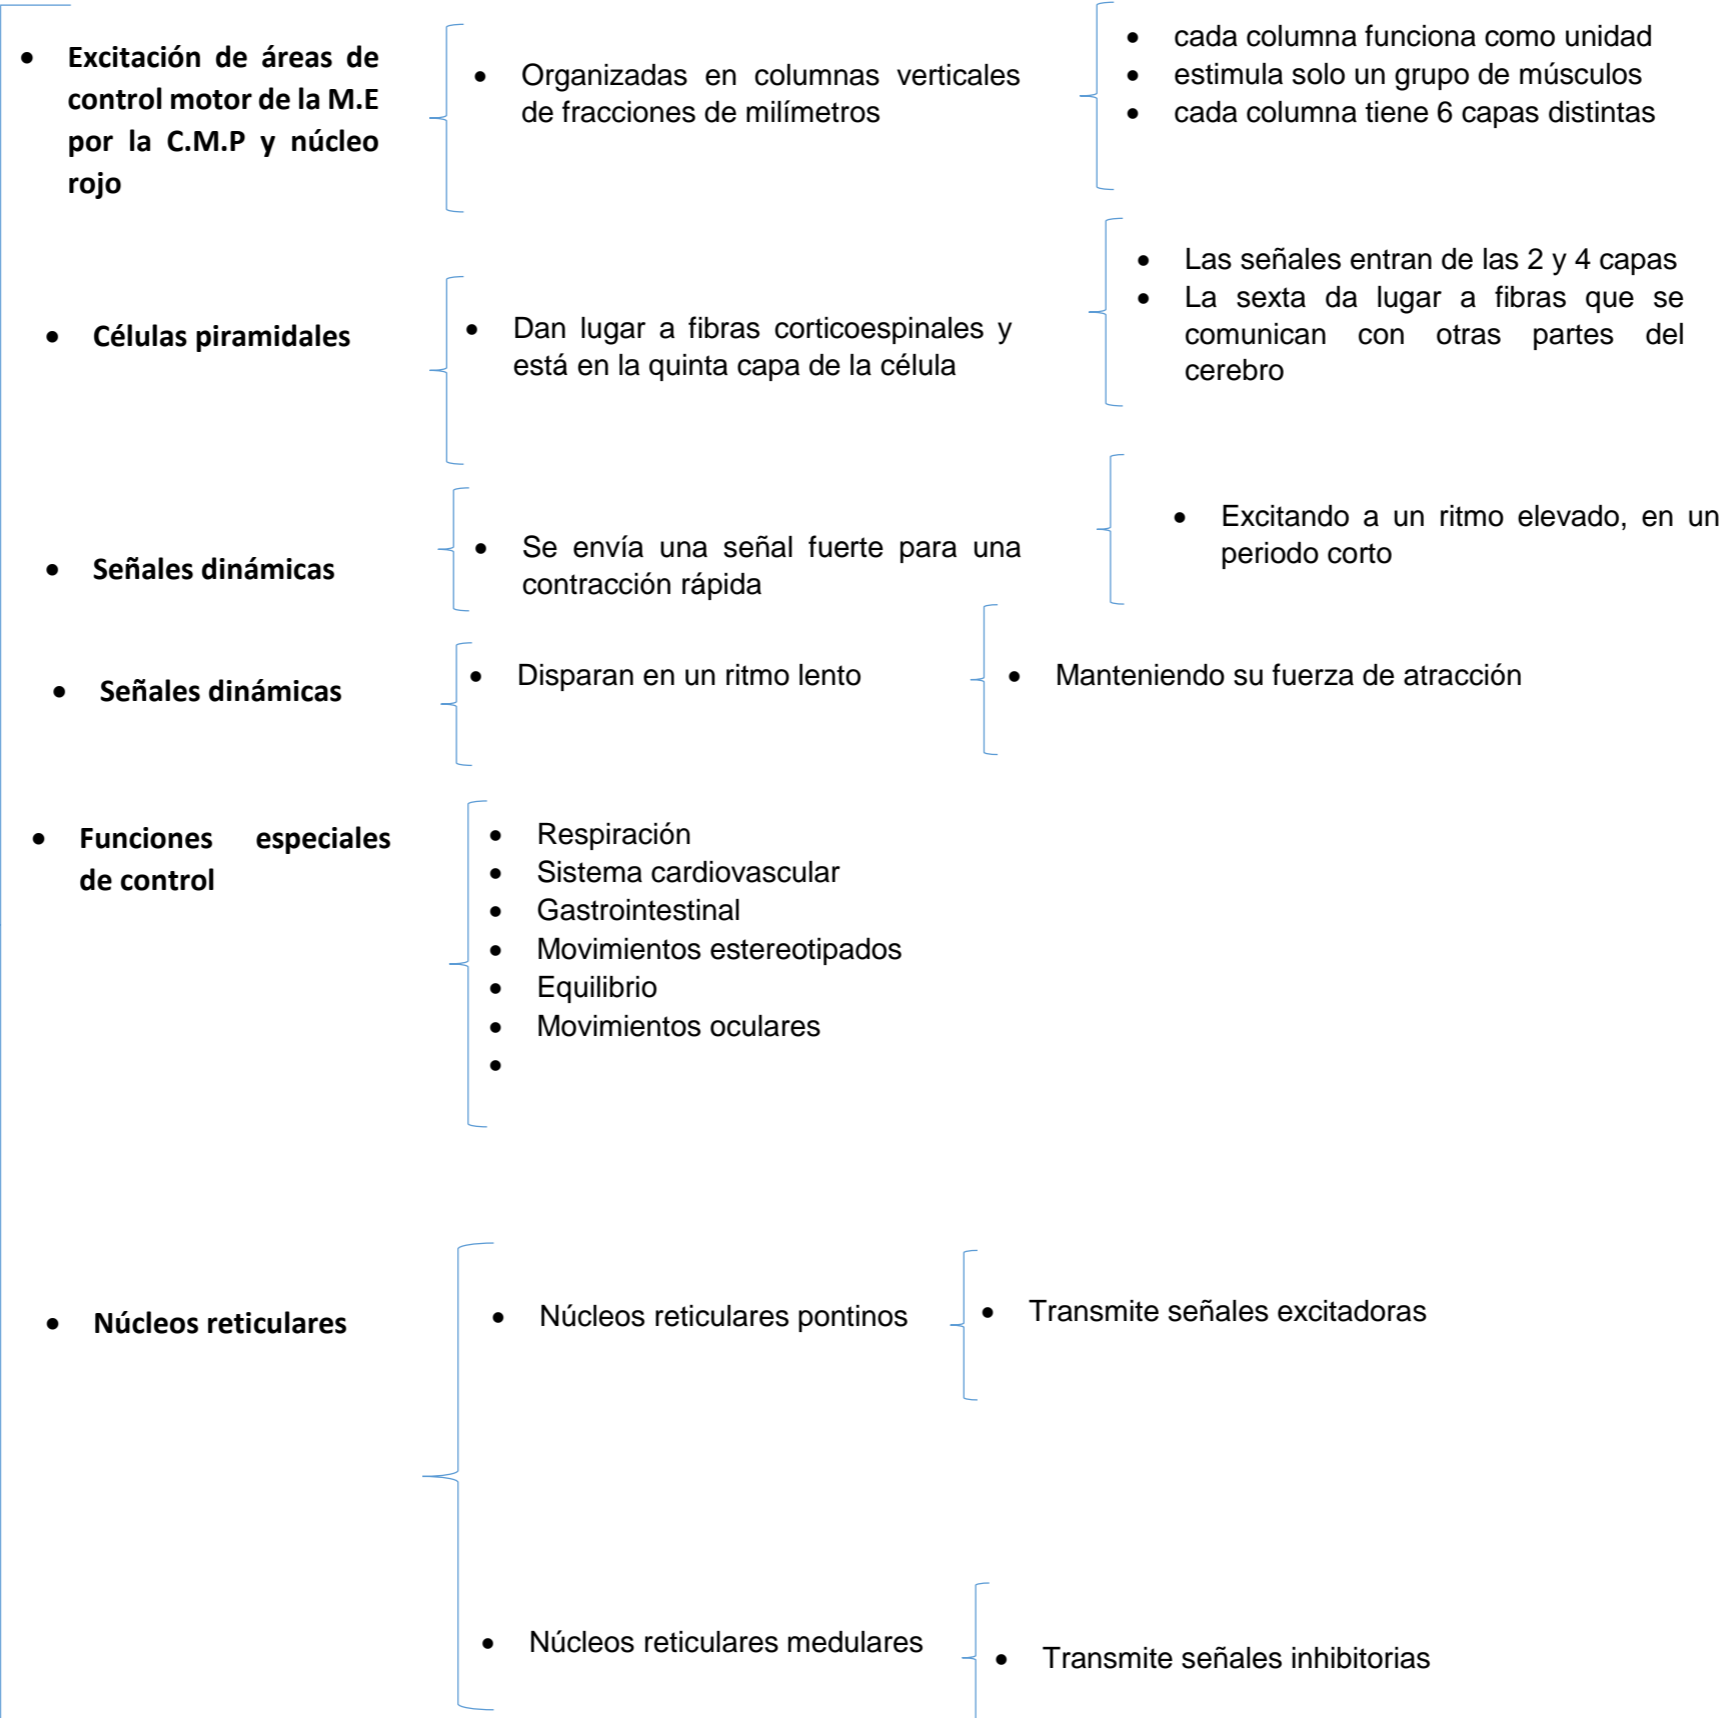 • Excitación de áreas de
control motor de la M.E
por la C.M.P y núcleo
rojo
• Organizadas en columnas verticales
de fracciones de milímetros
• cada columna funciona como unidad
• estimula solo un grupo de músculos
• cada columna tiene 6 capas distintas
• Células piramidales
• Dan lugar a fibras corticoespinales y
está en la quinta capa de la célula
• Las señales entran de las 2 y 4 capas
• La sexta da lugar a fibras que se
comunican con otras partes del
cerebro
• Señales dinámicas
• Se envía una señal fuerte para una
contracción rápida
• Excitando a un ritmo elevado, en un
periodo corto
• Señales dinámicas
• Disparan en un ritmo lento
• Manteniendo su fuerza de atracción
• Funciones especiales
de control
• Respiración
• Sistema cardiovascular
• Gastrointestinal
• Movimientos estereotipados
• Equilibrio
• Movimientos oculares
•
• Núcleos reticulares
• Núcleos reticulares pontinos
• Transmite señales excitadoras
• Núcleos reticulares medulares
• Transmite señales inhibitorias